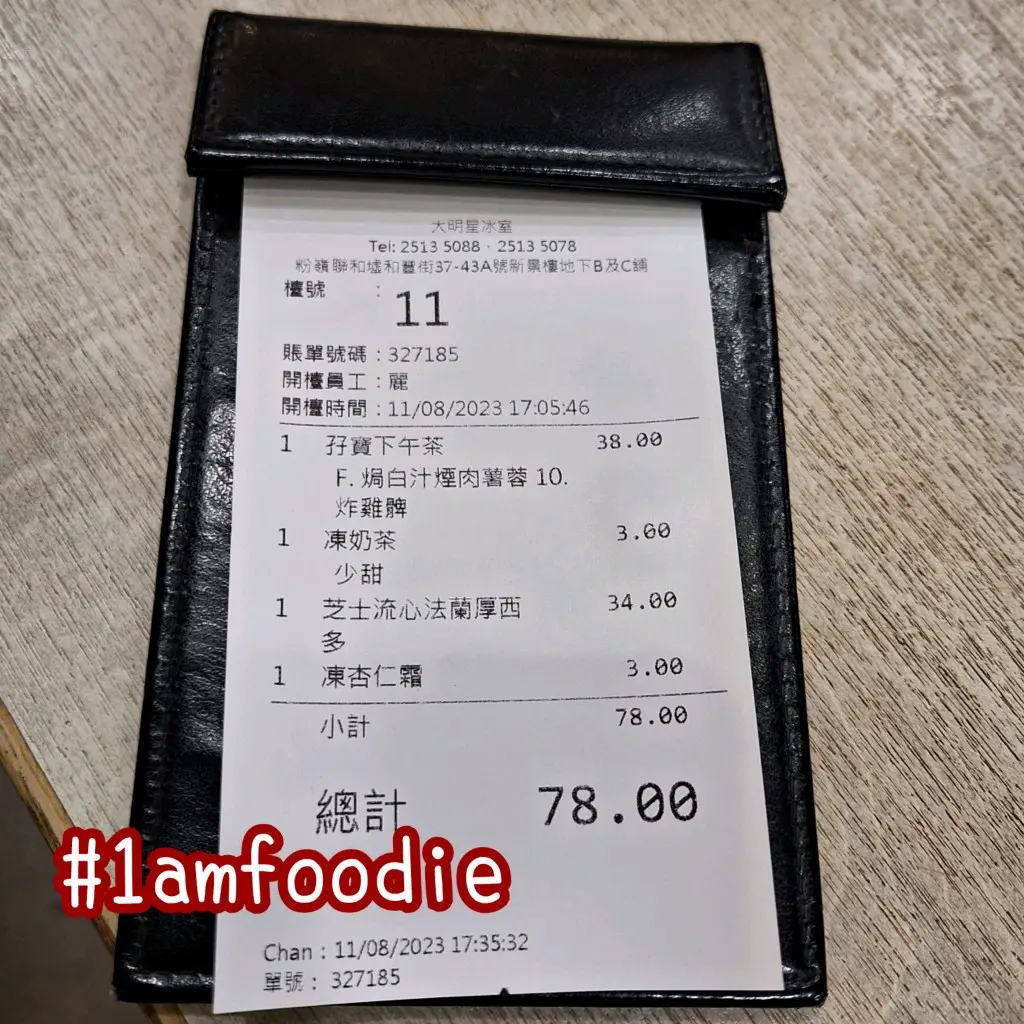 大明星冰室
Tel: 2513 5088 · 2513 5078
粉嶺聯和墟和豐街37-43A號新景樓地下B及C舖
檯號 :
11
賬單號碼 : 327185
開檯員工 : 麗
開檯時間 : 11/08/2023 17:05:46
1 孖寶下午茶 38.00
F. 焗白汁煙肉薯蓉 10.
炸雞髀
1 凍奶茶 3.00
少甜
1 芝士流心法蘭厚西 34.00
多
1 凍杏仁霜 3.00
小計 78.00
總計 78.00
#1amfoodie
Chan : 11/08/2023 17:35:32
單號 : 327185